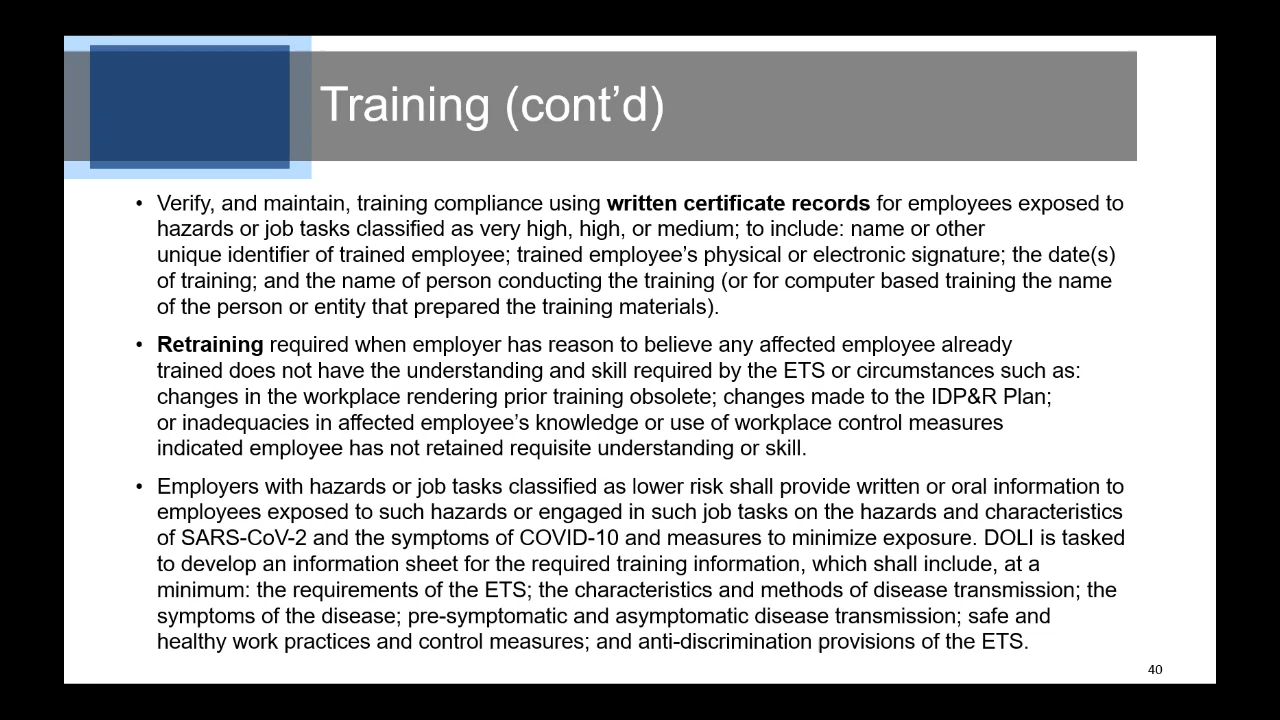 Training (cont’d)
• Verify, and maintain, training compliance using written certificate records for employees exposed to
hazards or job tasks classified as very high, high, or medium; to include: name or other
unique identifier of trained employee; trained employee’s physical or electronic signature; the date(s)
of training; and the name of person conducting the training (or for computer based training the name
of the person or entity that prepared the training materials).
• Retraining required when employer has reason to believe any affected employee already
trained does not have the understanding and skill required by the ETS or circumstances such as:
changes in the workplace rendering prior training obsolete; changes made to the IDP&R Plan;
or inadequacies in affected employee’s knowledge or use of workplace control measures
indicated employee has not retained requisite understanding or skill.
• Employers with hazards or job tasks classified as lower risk shall provide written or oral information to
employees exposed to such hazards or engaged in such job tasks on the hazards and characteristics
of SARS-CoV-2 and the symptoms of COVID-10 and measures to minimize exposure. DOLI is tasked
to develop an information sheet for the required training information, which shall include, at a
minimum: the requirements of the ETS; the characteristics and methods of disease transmission; the
symptoms of the disease; pre-symptomatic and asymptomatic disease transmission; safe and
healthy work practices and control measures; and anti-discrimination provisions of the ETS.
40